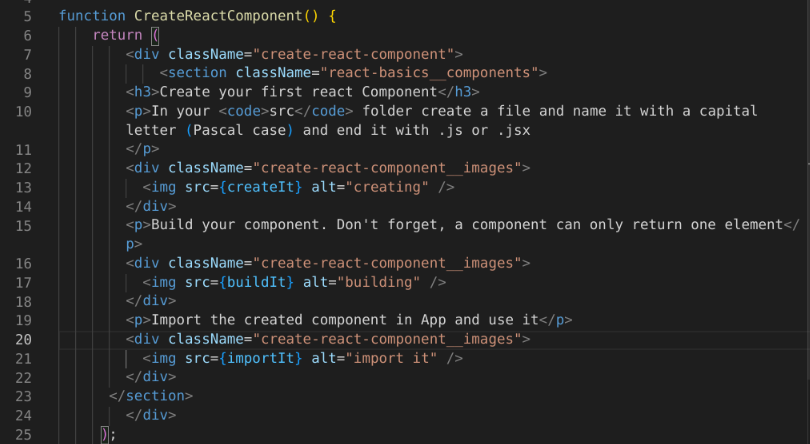 5 function CreateReactComponent() {
6 return (
7 <div className="create-react-component">
8 <section className="react-basics__components">
9 <h3>Create your first react Component</h3>
10 <p>In your <code>src</code> folder create a file and name it with a capital
letter (Pascal case) and end it with .js or .jsx
11 </p>
12 <div className="create-react-component__images">
13 <img src={createIt} alt="creating" />
14 </div>
15 <p>Build your component. Don't forget, a component can only return one element</
p>
16 <div className="create-react-component__images">
17 <img src={buildIt} alt="building" />
18 </div>
19 <p>Import the created component in App and use it</p>
20 <div className="create-react-component__images">
21 <img src={importIt} alt="import it" />
22 </div>
23 </section>
24 </div>
25 );